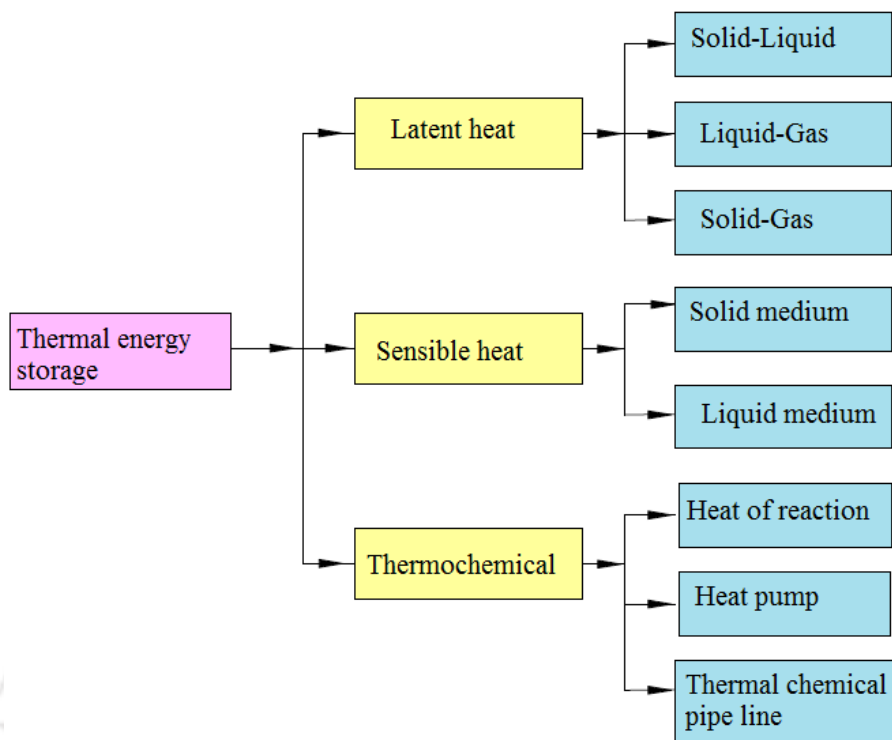 Solid-Liquid
Latent heat
Liquid-Gas
Solid-Gas
Thermal energy
storage
Sensible heat
Solid medium
Liquid medium
Thermochemical
Heat of reaction
Heat pump
Thermal chemical
pipe line